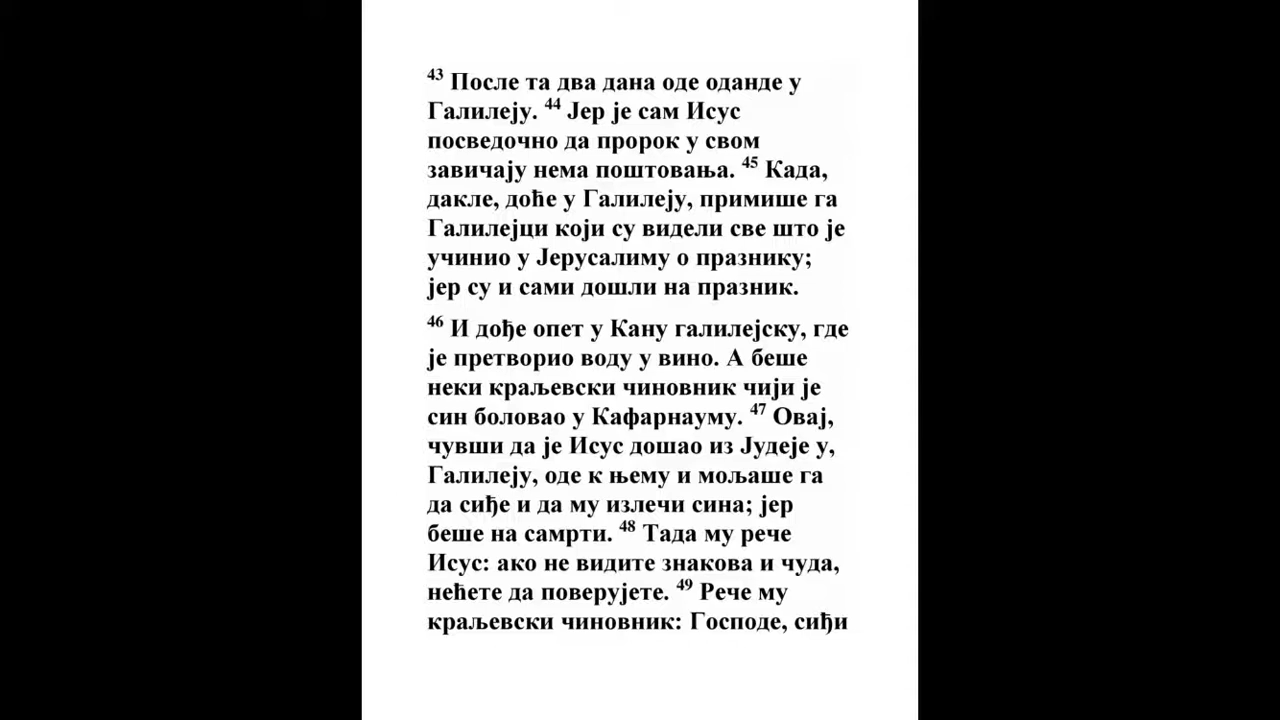 43 После та два дана оде оданде у
Галилеју. 44 Јер је сам Исус
посведочно да пророк у свом
завичају нема поштовања. 45 Када,
дакле, дође у Галилеју, примише га
Галилејци који су видели све што је
учинио у Јерусалиму о празнику;
јер су и сами дошли на празник.
46 И дође опет у Кану галилејску, где
је претворио воду у вино. А беше
неки краљевски чиновник чији је
син боловао у Кафарнауму. 47 Овај,
чувши да је Исус дошао из Јудеје у,
Галилеју, оде к њему и мољаше га
да сиђе и да му излечи сина; јер
беше на самрти. 48 Тада му рече
Исус: ако не видите знакова и чуда,
нећете да поверујете. 49 Рече му
краљевски чиновник: Господе, сиђи